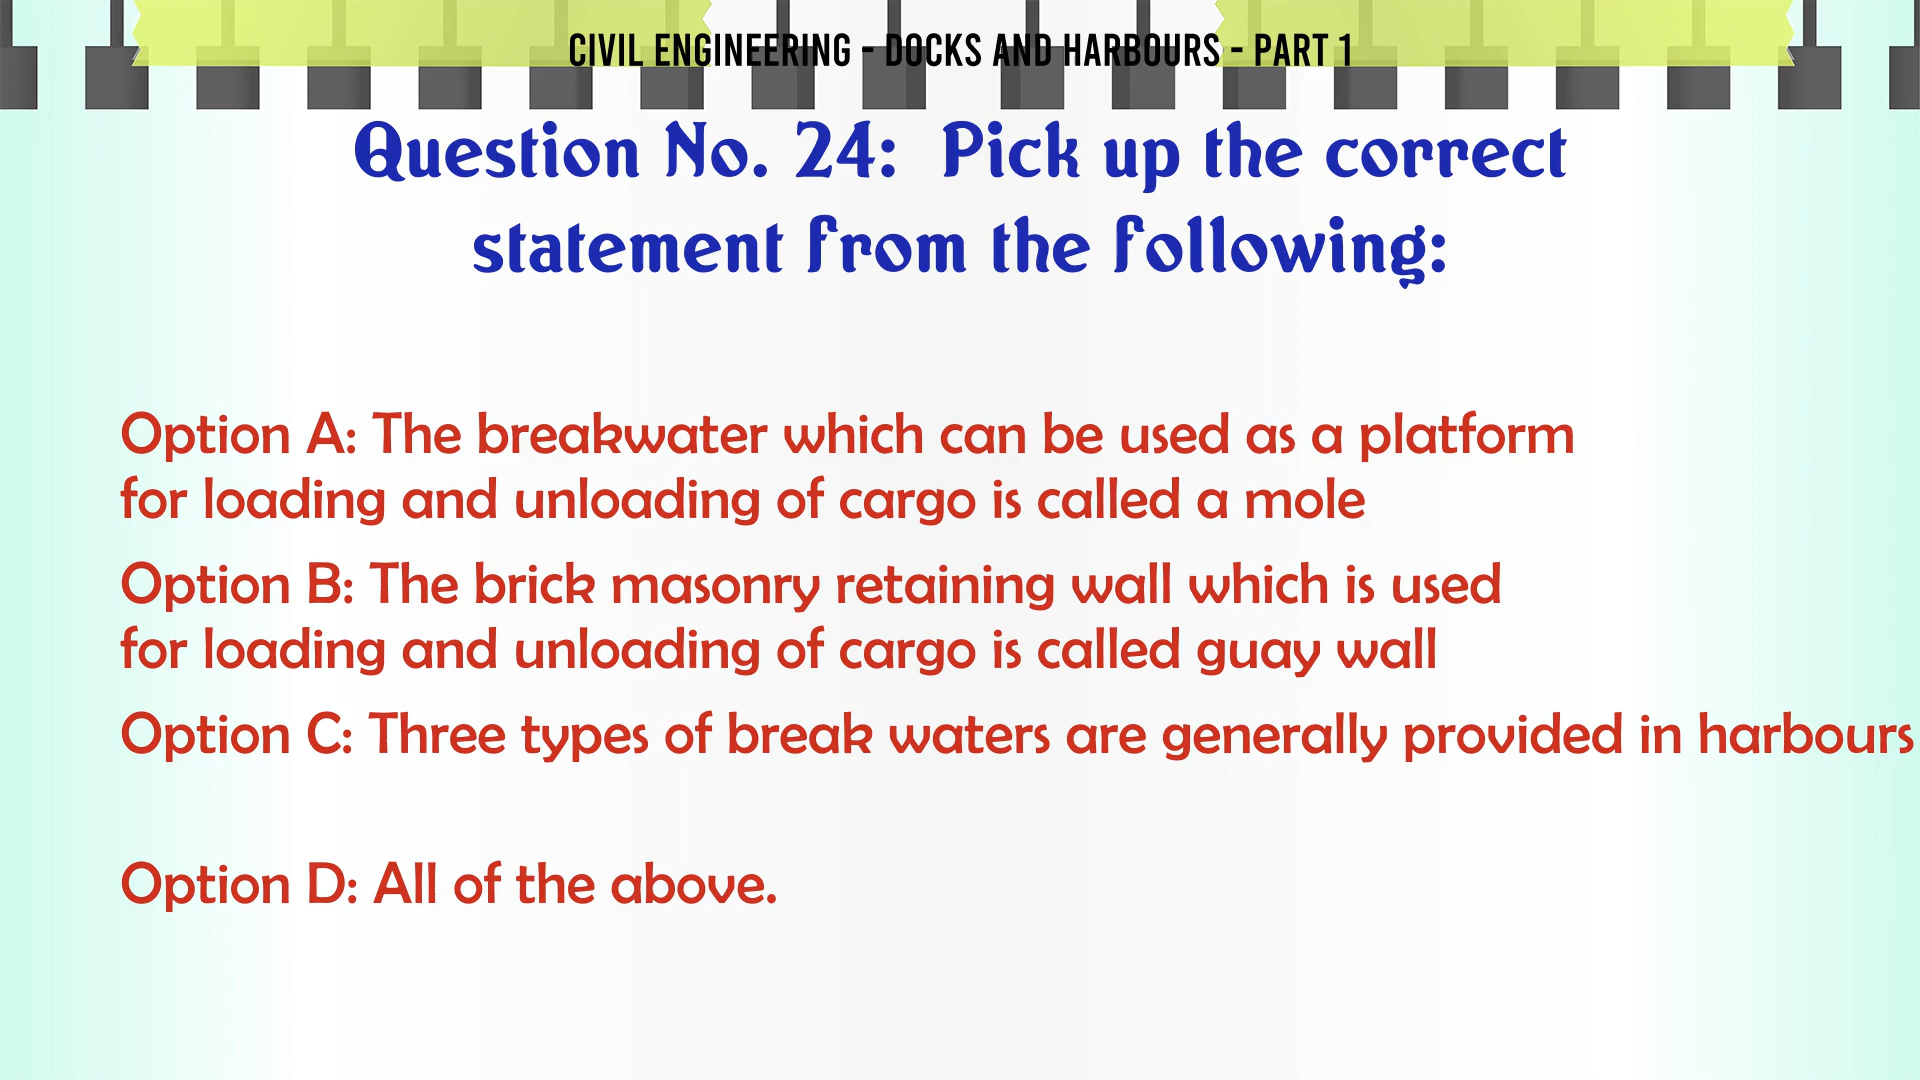 CIVIL ENGINEERING - DOCKS AND HARBOURS - PART 1
Question No. 24: Pick up the correct
statement from the following:
Option A: The breakwater which can be used as a platform
for loading and unloading of cargo is called a mole
Option B: The brick masonry retaining wall which is used
for loading and unloading of cargo is called guay wall
Option C: Three types of break waters are generally provided in harbours
Option D: All of the above.